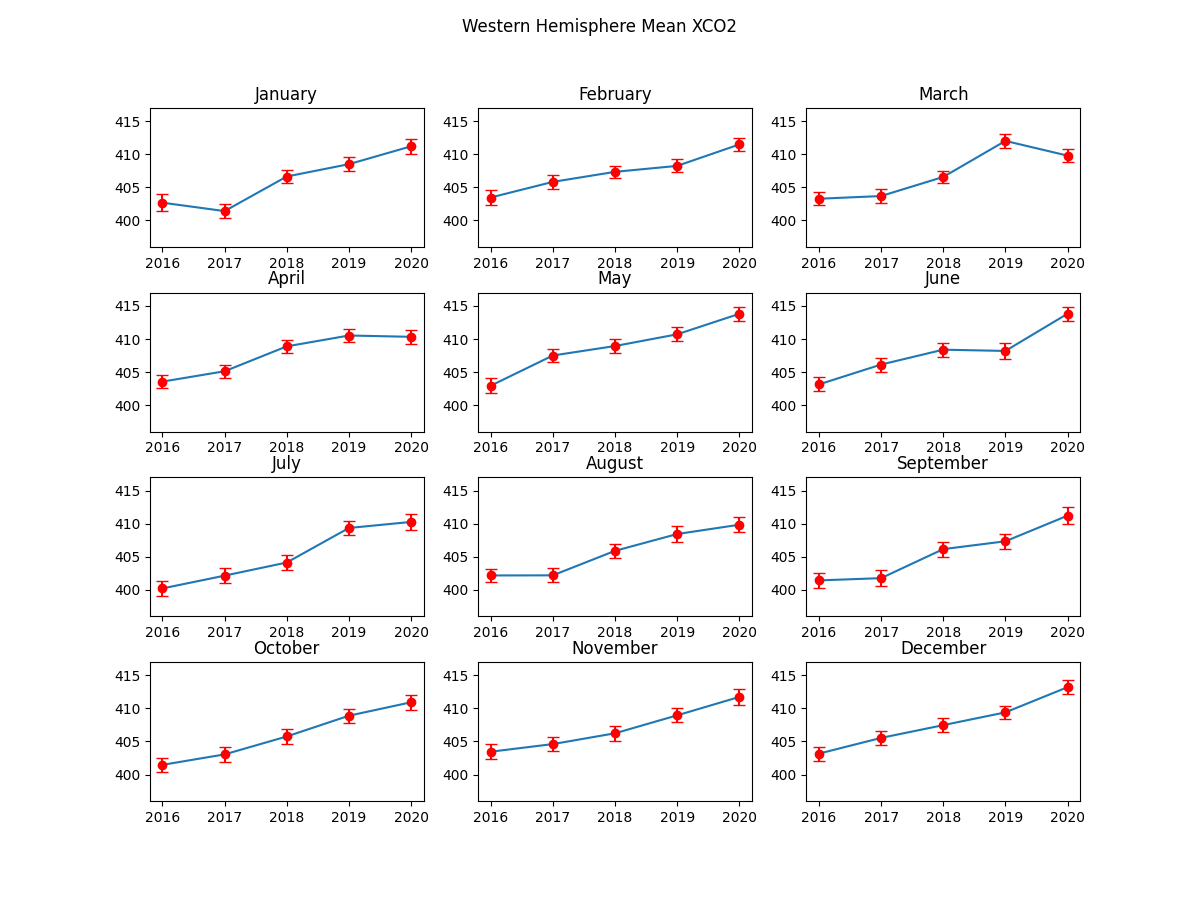 Western Hemisphere Mean XCO2
January February March
415 415 415
410 410 410
405 405 405
400 400 400
2016 2017 2018 2019 2020 2016 2017 2018 2019 2020 2016 2017 2018 2019 2020
April May June
415 415 415
410 410 410
405 405 405
400 400 400
2016 2017 2018 2019 2020 2016 2017 2018 2019 2020 2016 2017 2018 2019 2020
July August September
415 415 415
410 410 410
405 405 405
400 400 400
2016 2017 2018 2019 2020 2016 2017 2018 2019 2020 2016 2017 2018 2019 2020
October November December
415 415 415
410 410 410
405 405 405
400 400 400
2016 2017 2018 2019 2020 2016 2017 2018 2019 2020 2016 2017 2018 2019 2020